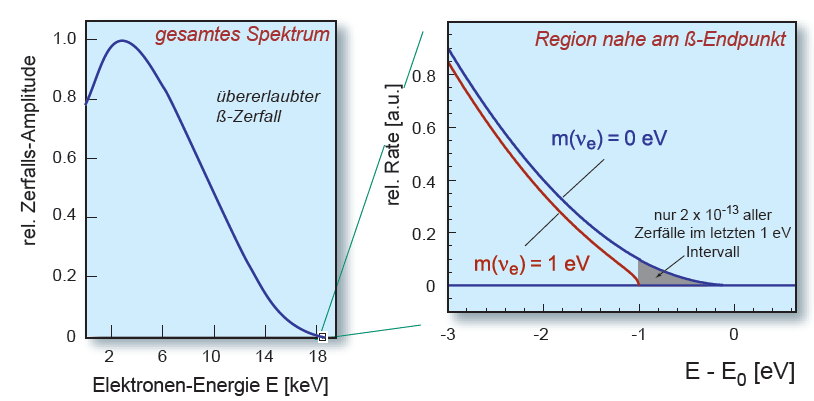 gesamtes Spektrum
übererlaubter
ß-Zerfall
rel. Zerfalls-Amplitude
1.0
0.8
0.6
0.4
0.2
0
2
6
10
14
18
Elektronen-Energie E [keV]
Region nahe am ß-Endpunkt
rel. Rate [a.u.]
0.8
0.6
0.4
0.2
0
m(νe) = 0 eV
nur 2 x 10-13 aller
Zerfälle im letzten 1 eV
Intervall
m(νe) = 1 eV
-3
-2
-1
0
E - E0 [eV]